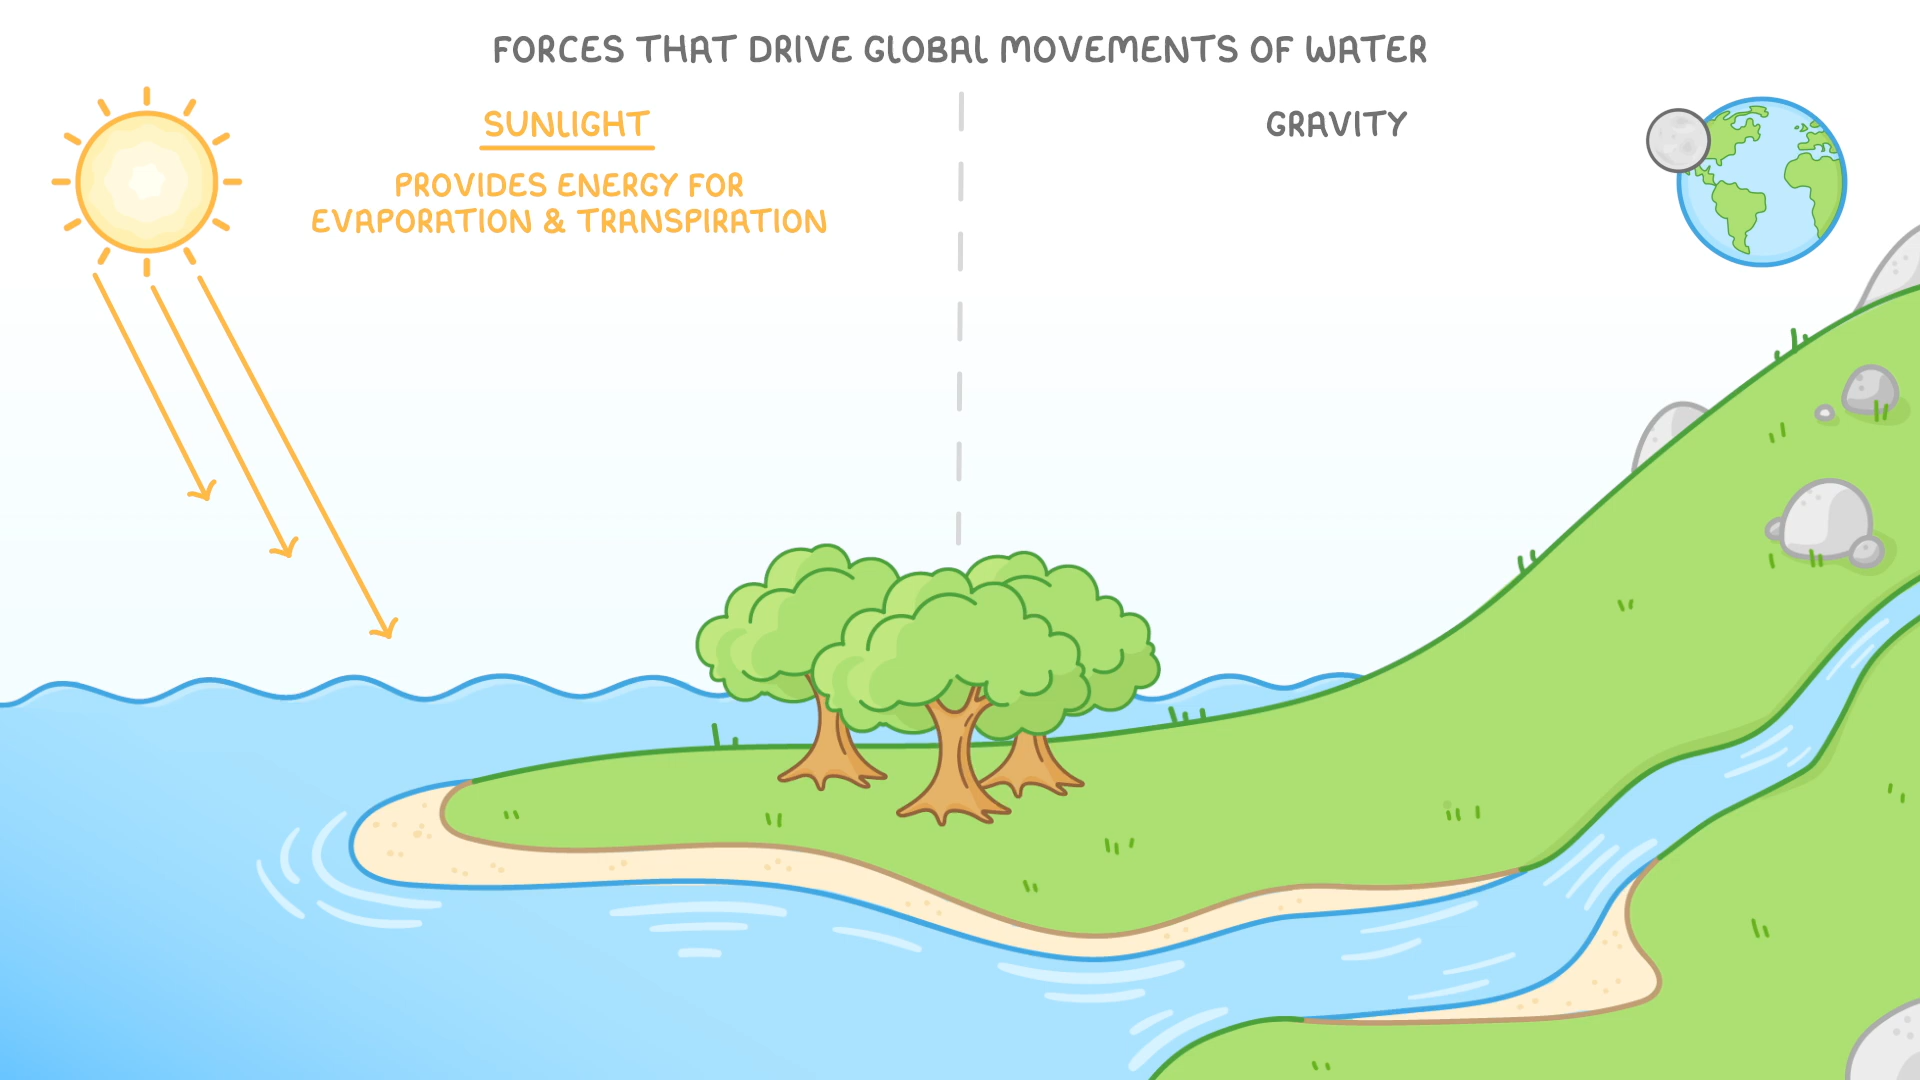 FORCES THAT DRIVE GLOBAL MOVEMENTS OF WATER
SUNLIGHT
PROVIDES ENERGY FOR
EVAPORATION & TRANSPIRATION
GRAVITY